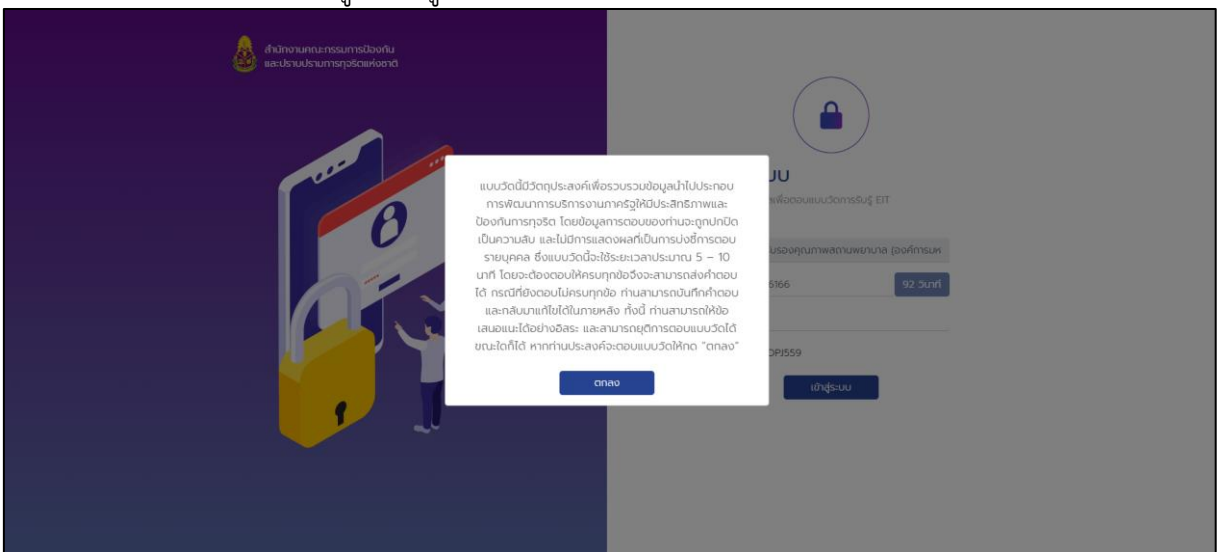 สำนักงานคณะกรรมการป้องกัน
และปราบปรามการทุจริตแห่งชาติ
แบบวัดนี้มีวัตถุประสงค์เพื่อรวบรวมข้อมูลนำไปประกอบ
การพัฒนาการบริการงานภาครัฐให้มีประสิทธิภาพและ
ป้องกันการทุจริต โดยข้อมูลการตอบของท่านจะถูกปกปิด
เป็นความลับ และไม่มีการแสดงผลที่เป็นการบ่งชี้การตอบ
รายบุคคล ซึ่งแบบวัดนี้จะใช้ระยะเวลาประมาณ 5 – 10
นาที โดยจะต้องตอบให้ครบทุกข้อจึงจะสามารถส่งคำตอบ
ได้ กรณีที่ยังตอบไม่ครบทุกข้อ ท่านสามารถบันทึกคำตอบ
และกลับมาแก้ไขได้ในภายหลัง ทั้งนี้ ท่านสามารถให้ข้อ
เสนอแนะได้อย่างอิสระ และสามารถยุติการตอบแบบวัดได้
ขณะใดก็ได้ หากท่านประสงค์จะตอบแบบวัดให้กด "ตกลง"
ตกลง
เพื่อตอบแบบวัดการรับรู้ EIT
รับรองคุณภาพสถานพยาบาล (องค์การมห
6166
92 วินาที
เข้าสู่ระบบ